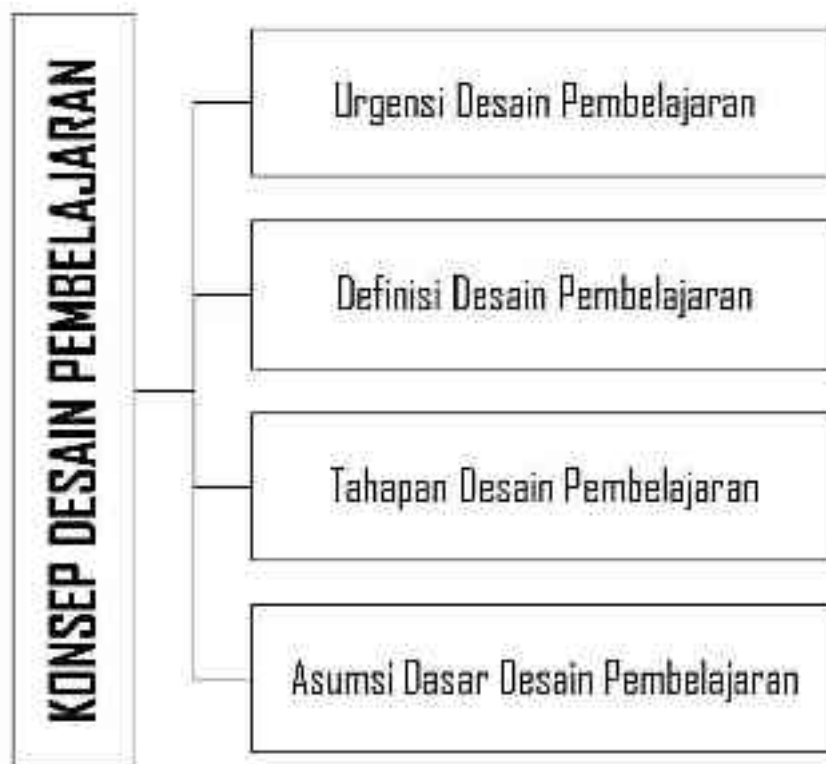 KONSEP DESAIN PEMBELAJARAN
Urgensi Desain Pembelajaran
Definisi Desain Pembelajaran
Tahapan Desain Pembelajaran
Asumsi Dasar Desain Pembelajaran